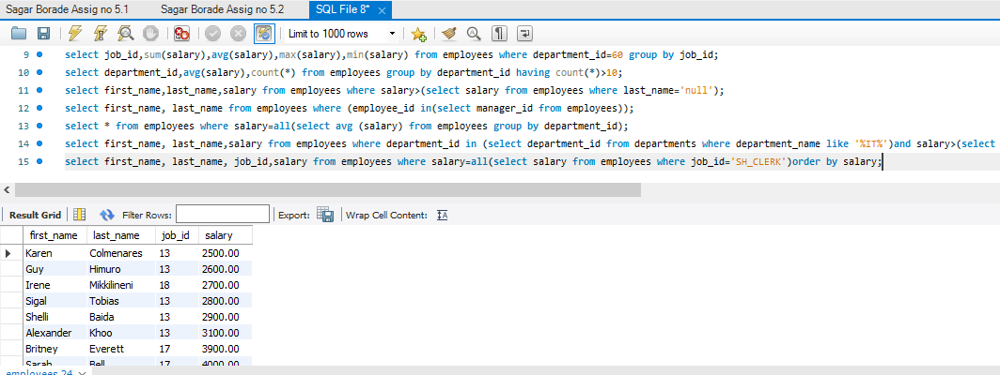 Sagar Borade Assig no 5.1 Sagar Borade Assig no 5.2 SQL File 8* ×
Limit to 1000 rows
9 select job_id,sum(salary),avg(salary),max(salary),min(salary) from employees where department_id=60 group by job_id;
10 select department_id,avg(salary),count(*) from employees group by department_id having count(*)>10;
11 select first_name,last_name,salary from employees where salary>(select salary from employees where last_name='null');
12 select first_name, last_name from employees where (employee_id in(select manager_id from employees));
13 select * from employees where salary=all(select avg (salary) from employees group by department_id);
14 select first_name, last_name,salary from employees where department_id in (select department_id from departments where department_name like '%IT%')and salary>(select
15 select first_name, last_name, job_id,salary from employees where salary=all(select salary from employees where job_id='SH_CLERK')order by salary;
Result Grid Filter Rows: Export: Wrap Cell Content: IA
first_name last_name job_id salary
Karen Colmenares 13 2500.00
Guy Himuro 13 2600.00
Irene Mikkilineni 18 2700.00
Sigal Tobias 13 2800.00
Shelli Baida 13 2900.00
Alexander Khoo 13 3100.00
Britney Everett 17 3900.00
Sarah Bell 17 4000.00
employees 24 ×